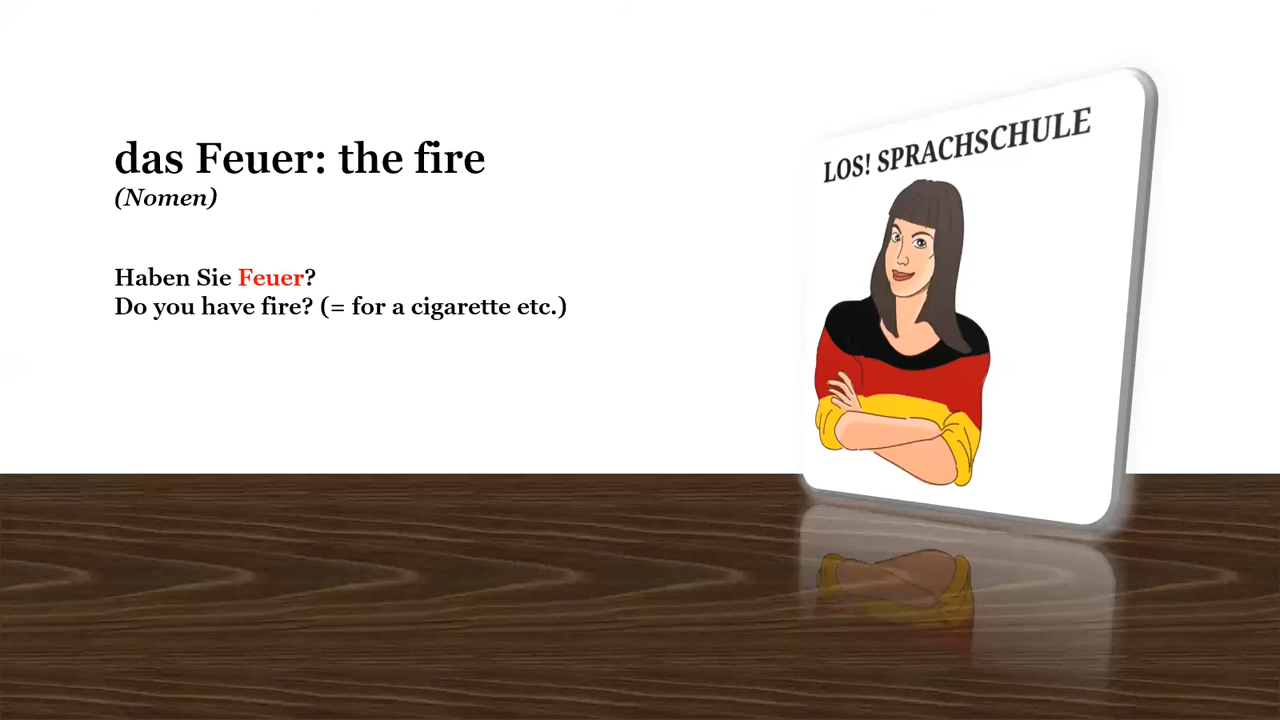 das Feuer: the fire
(Nomen)
Haben Sie Feuer?
Do you have fire? (= for a cigarette etc.)
LOS! SPRACHSCHULE